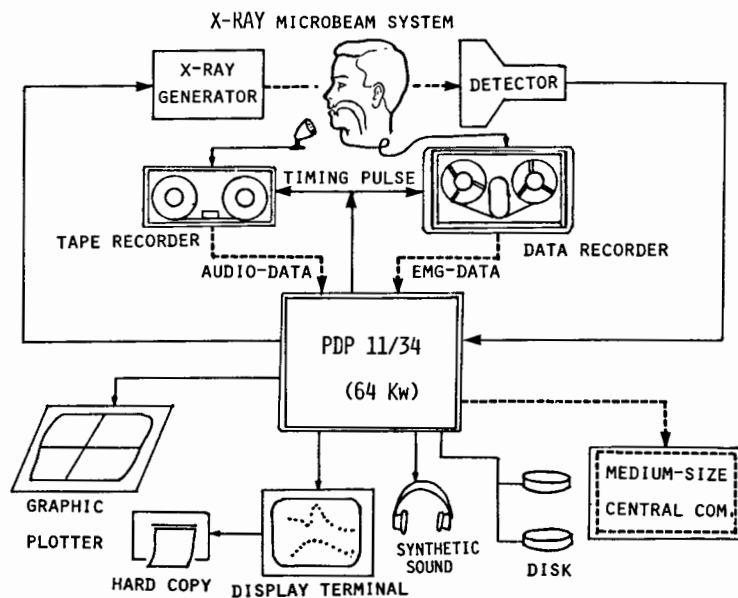 X-RAY MICROBEAM SYSTEM
X-RAY
GENERATOR
DETECTOR
TIMING PULSE
TAPE RECORDER
DATA RECORDER
AUDIO-DATA
EMG-DATA
PDP 11/34
(64 Kw)
GRAPHIC
PLOTTER
HARD COPY
DISPLAY TERMINAL
SYNTHETIC
SOUND
DISK
MEDIUM-SIZE
CENTRAL COM.